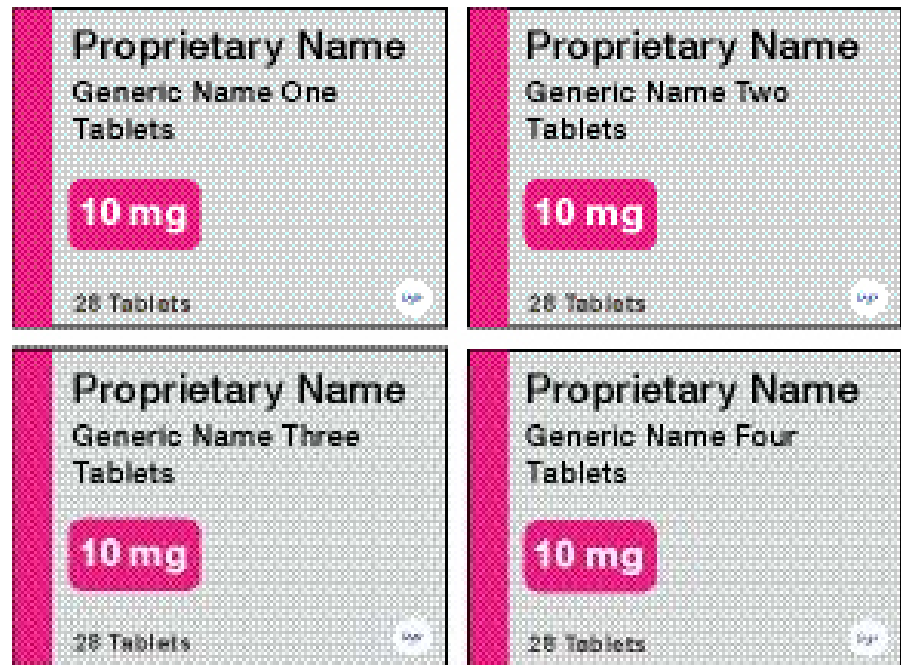 Proprietary Name
Generic Name One
Tablets
10 mg
28 Tablets
Proprietary Name
Generic Name Two
Tablets
10 mg
28 Tablets
Proprietary Name
Generic Name Three
Tablets
10 mg
28 Tablets
Proprietary Name
Generic Name Four
Tablets
10 mg
28 Tablets